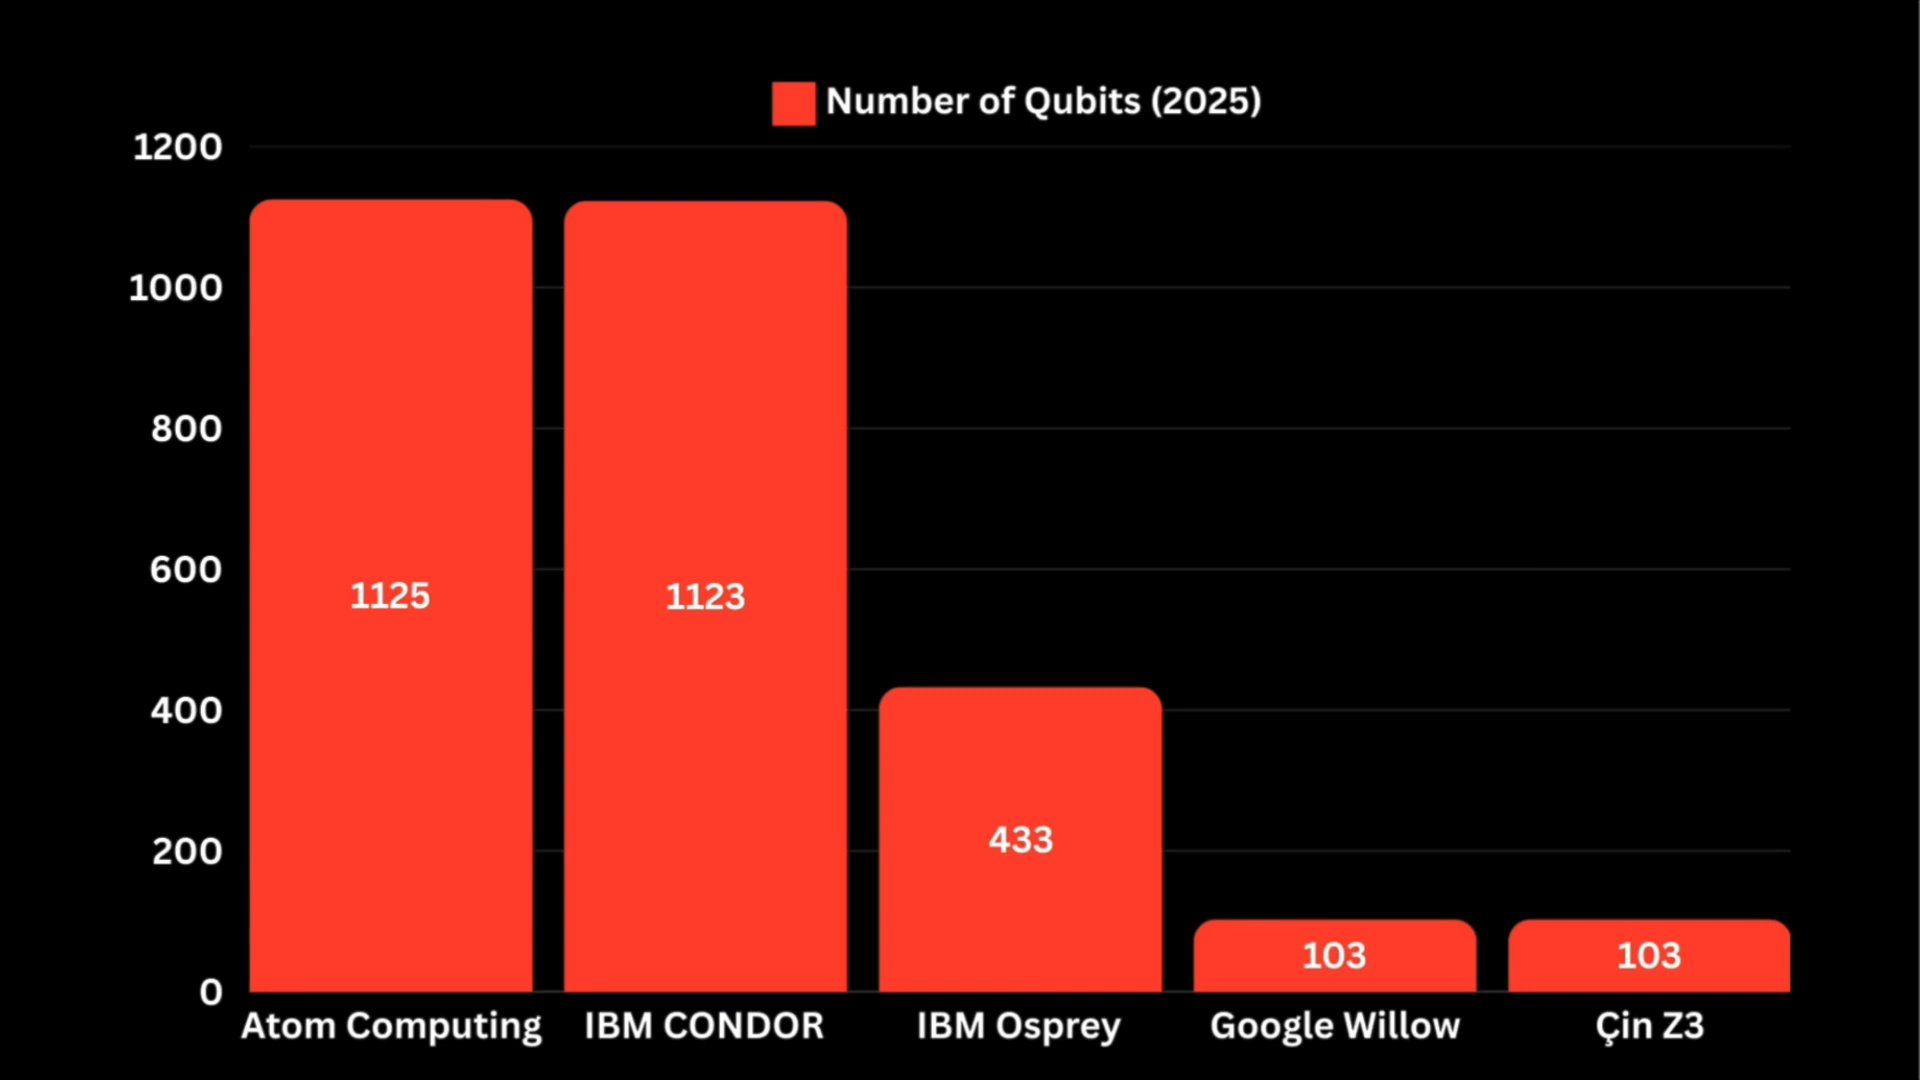 Number of Qubits (2025)
1200
1000
800
600
400
200
0
1125
1123
433
103
103
Atom Computing
IBM CONDOR
IBM Osprey
Google Willow
Çin Z3